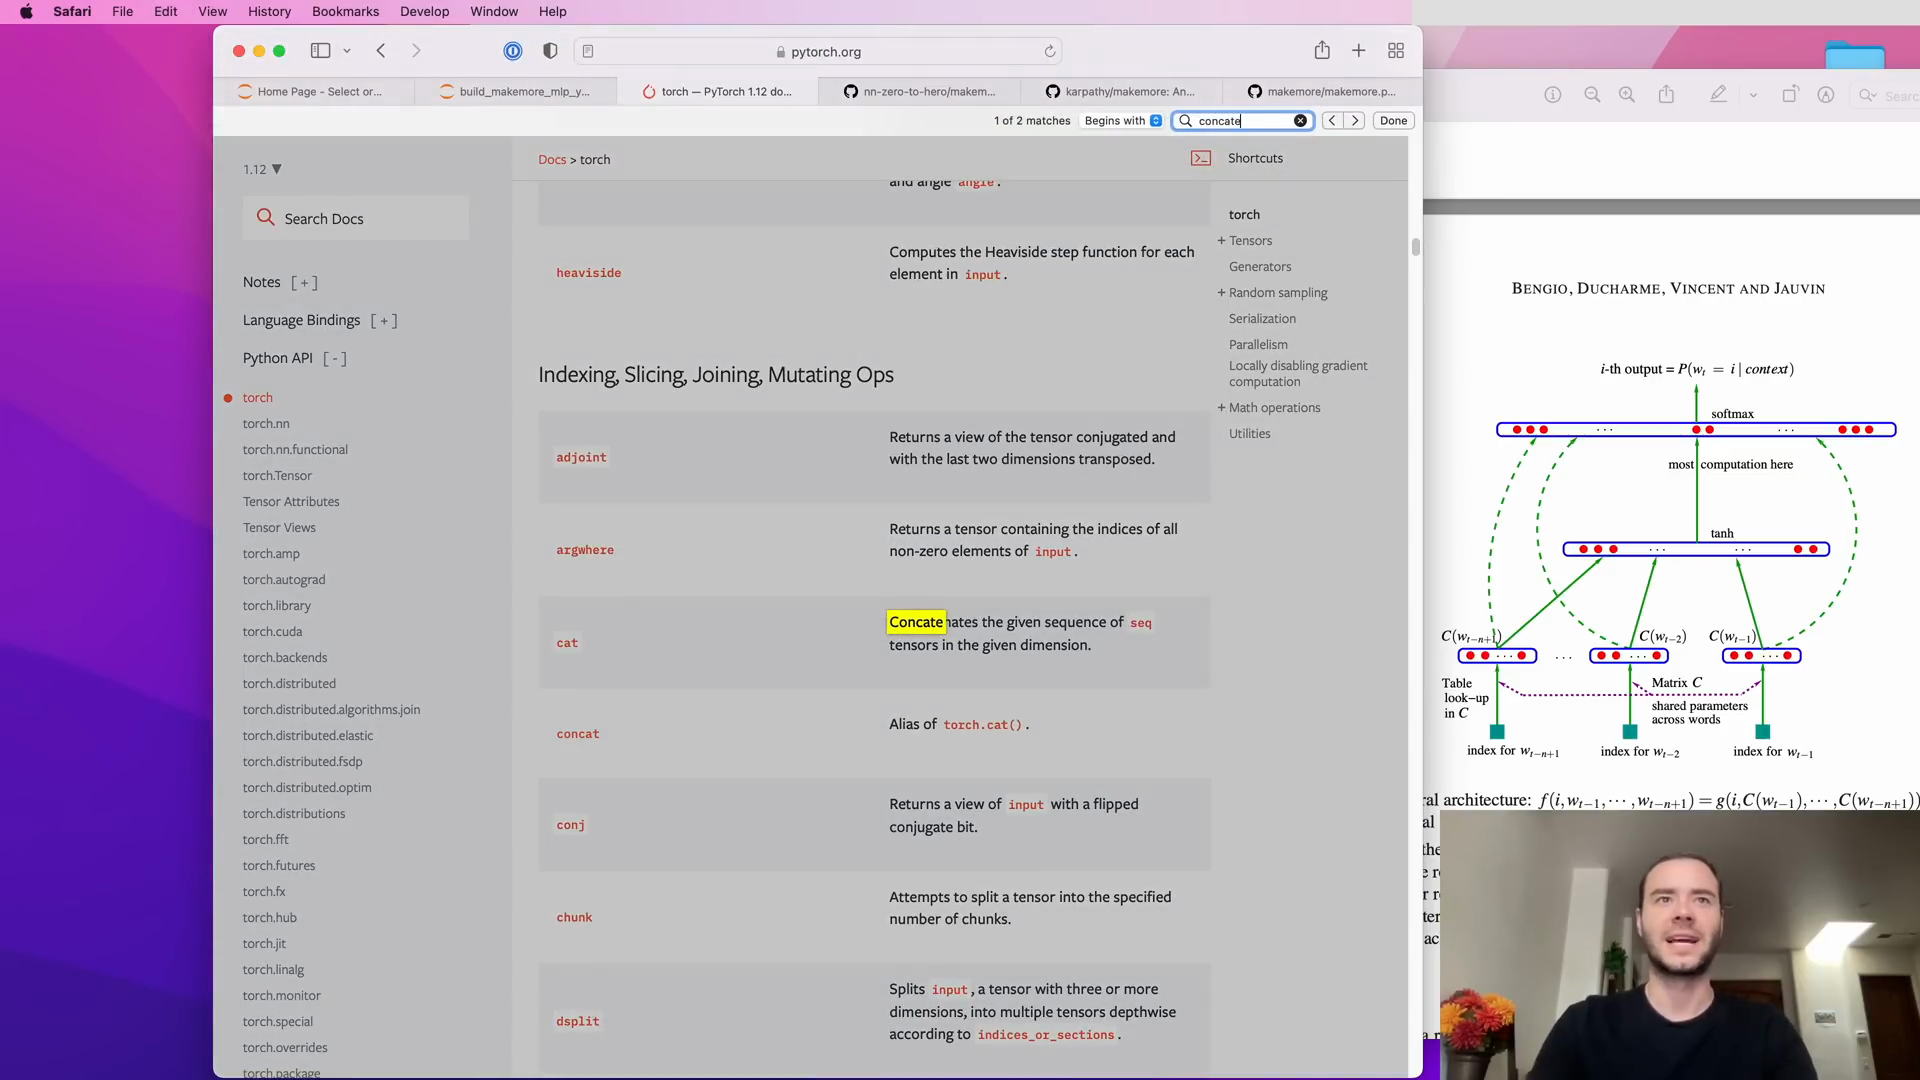 Safari File Edit View History Bookmarks Develop Window Help
pytorch.org
Home Page - Select or...
build_makemore_mlp_y...
torch — PyTorch 1.12 do...
nn-zero-to-hero/makem...
karpathy/makemore: An...
makemore/makemore.p...
1 of 2 matches Begins with concate Done
1.12 ▼
Search Docs
Notes [ + ]
Language Bindings [ + ]
Python API [ - ]
torch
torch.nn
torch.nn.functional
torch.Tensor
Tensor Attributes
Tensor Views
torch.amp
torch.autograd
torch.library
torch.cuda
torch.backends
torch.distributed
torch.distributed.algorithms.join
torch.distributed.elastic
torch.distributed.fsdp
torch.distributed.optim
torch.distributions
torch.fft
torch.futures
torch.fx
torch.hub
torch.jit
torch.linalg
torch.monitor
torch.special
torch.overrides
torch.package
Docs > torch
and angle angle.
heaviside
Computes the Heaviside step function for each
element in input.
Indexing, Slicing, Joining, Mutating Ops
adjoint
Returns a view of the tensor conjugated and
with the last two dimensions transposed.
argwhere
Returns a tensor containing the indices of all
non-zero elements of input.
cat
Concatenates the given sequence of seq
tensors in the given dimension.
concat
Alias of torch.cat().
conj
Returns a view of input with a flipped
conjugate bit.
chunk
Attempts to split a tensor into the specified
number of chunks.
dsplit
Splits input, a tensor with three or more
dimensions, into multiple tensors depthwise
according to indices_or_sections.
Shortcuts
torch
+ Tensors
Generators
+ Random sampling
Serialization
Parallelism
Locally disabling gradient
computation
+ Math operations
Utilities
Search
BENGIO, DUCHARME, VINCENT AND JAUVIN
i-th output = P(w_t = i | context)
softmax
. . . . . .
most computation here
tanh
. . . . . .
C(w_{t−n+1}) C(w_{t−2}) C(w_{t−1})
. . . . . . . . . . . .
Table
look−up
in C
Matrix C
shared parameters
across words
index for w_{t−n+1} index for w_{t−2} index for w_{t−1}
ral architecture: f(i,w_{t−1},···,w_{t−n+1}) = g(i,C(w_{t−1}),···,C(w_{t−n+1}))